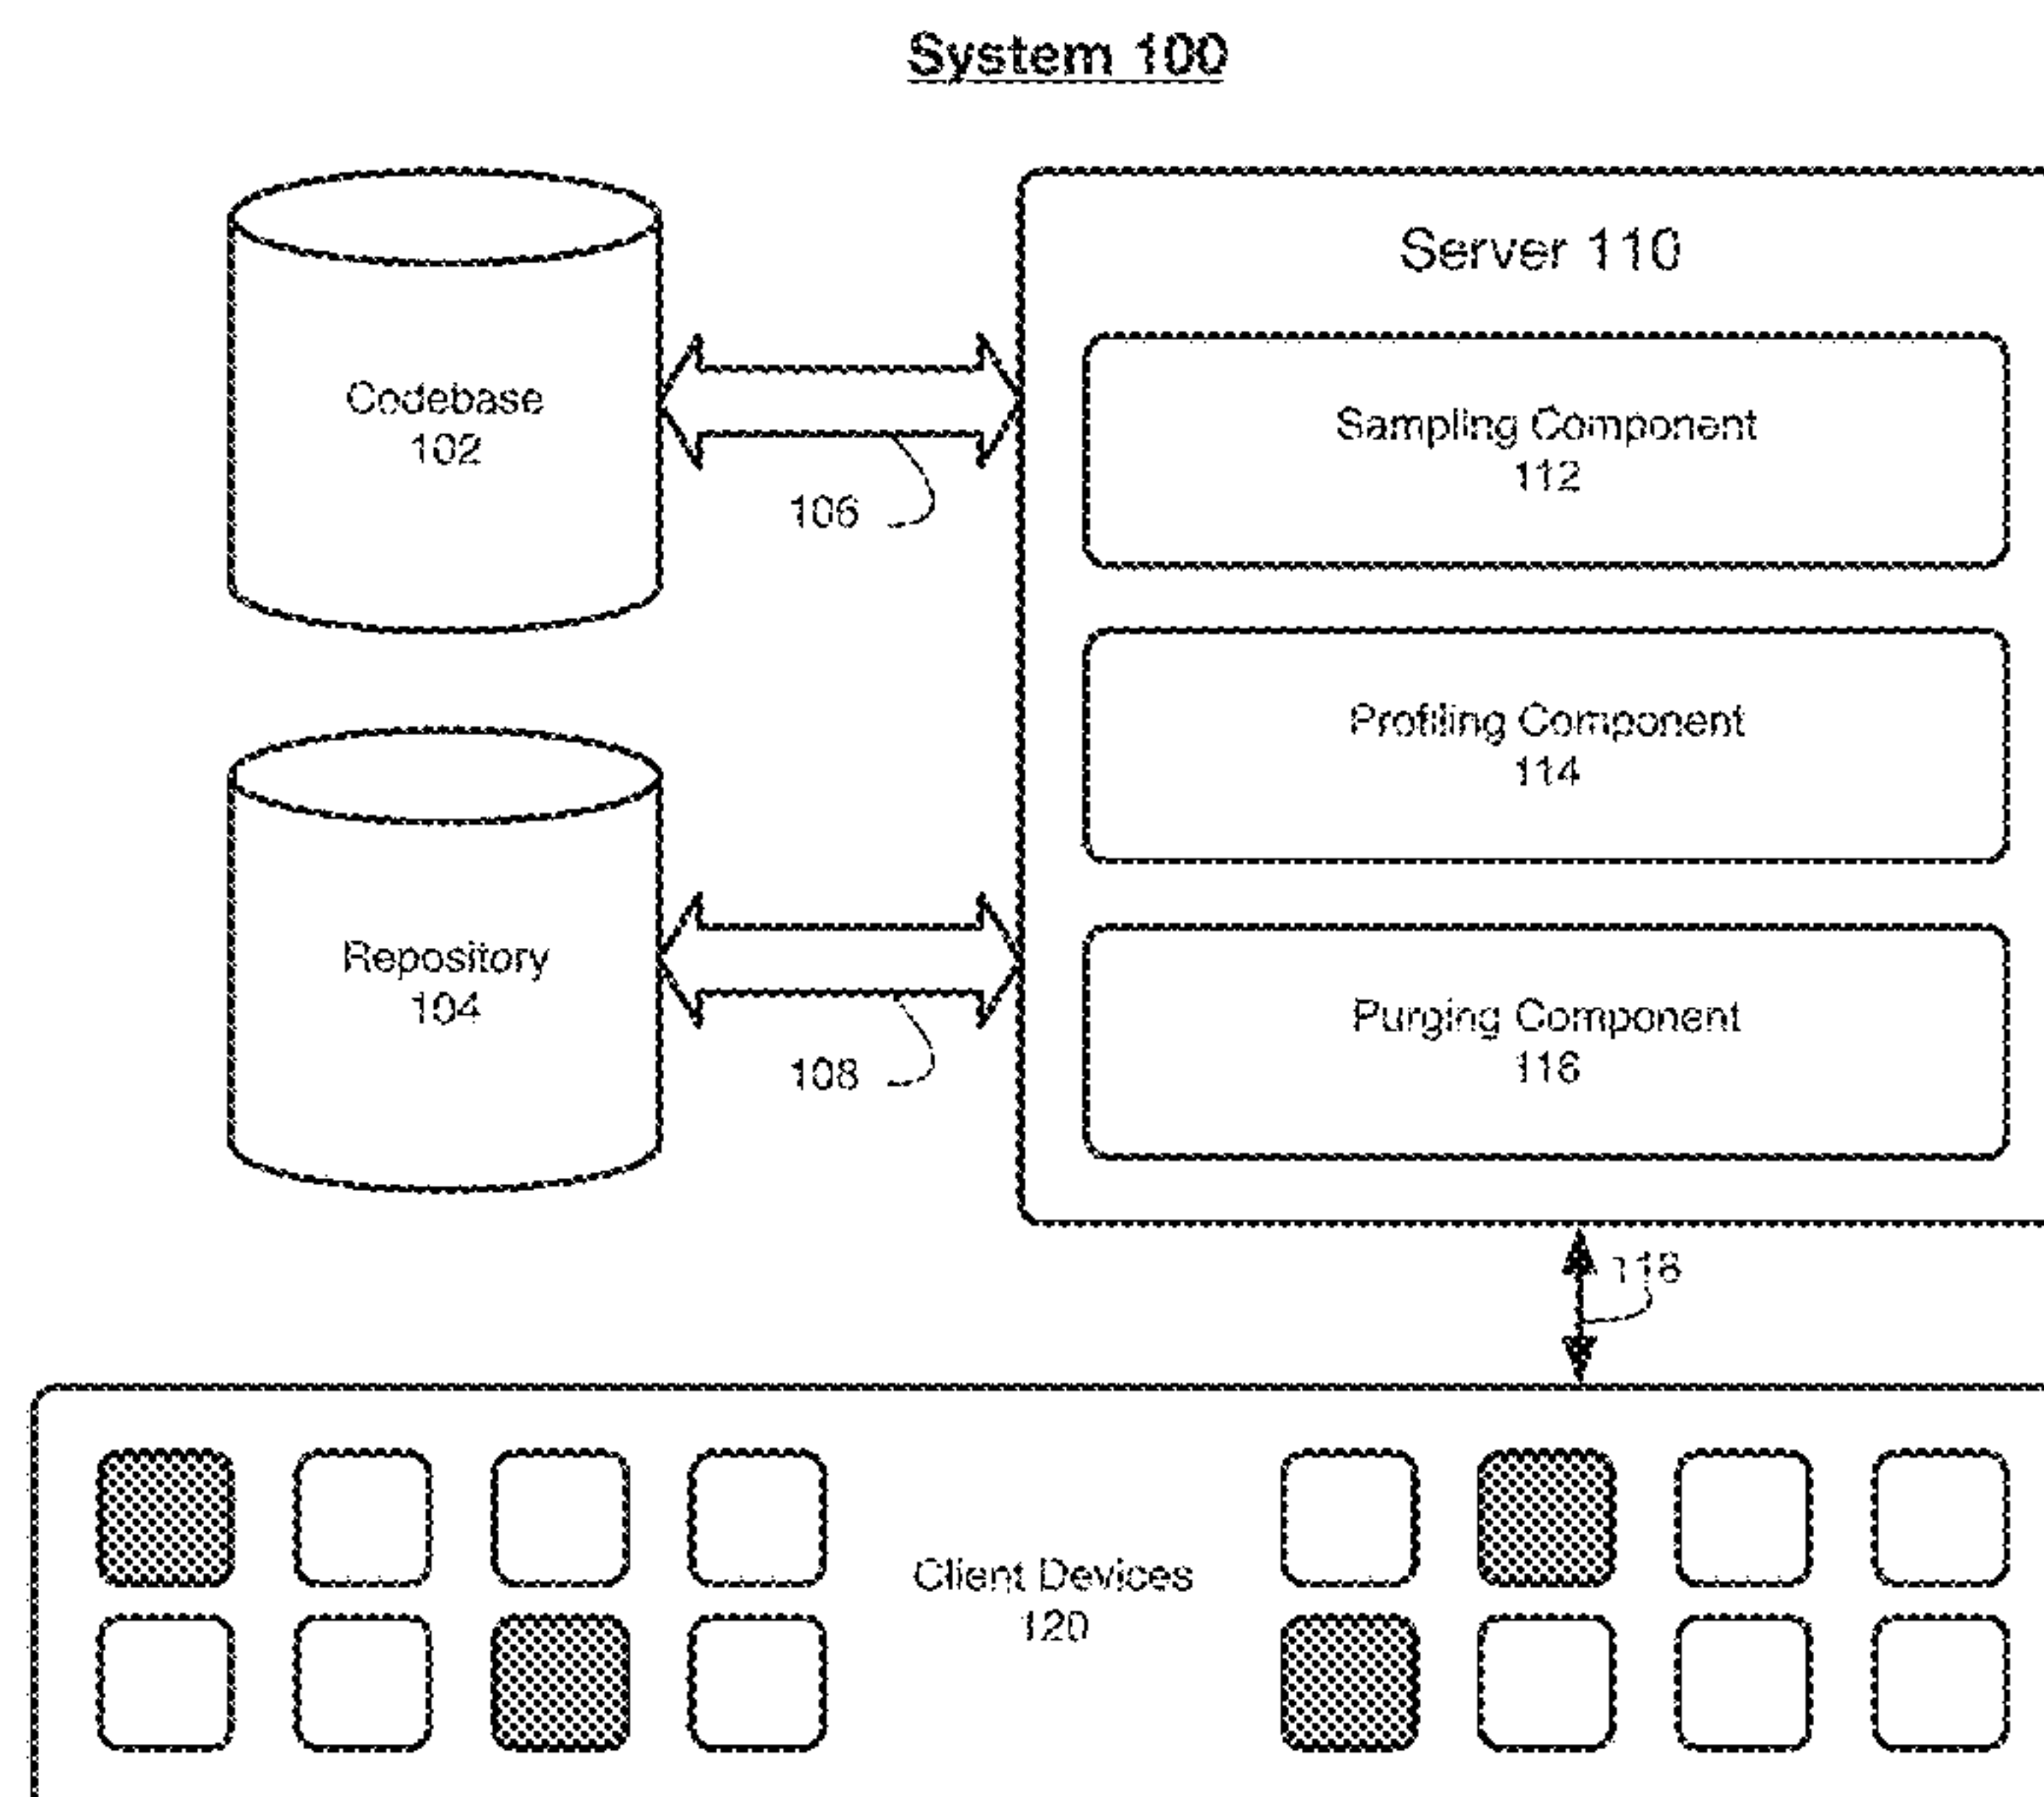 System 100
Codebase
102
106
Repository
104
108
Server 110
Sampling Component
112
Profiling Component
114
Purging Component
116
118
Client Devices
120